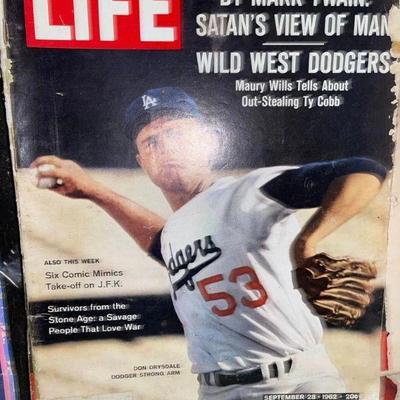 LIFE
BY MARK TWAIN:
SATAN'S VIEW OF MAN
WILD WEST DODGERS
Maury Wills Tells About
Out-Stealing Ty Cobb
LA
ALSO THIS WEEK
Six Comic Mimics
Take-off on J.F.K.
Survivors from the
Stone Age: a Savage
People That Love War
Dodgers
53
DON DRYSDALE
DODGER STRONG ARM
SEPTEMBER 28 · 1962 · 20¢